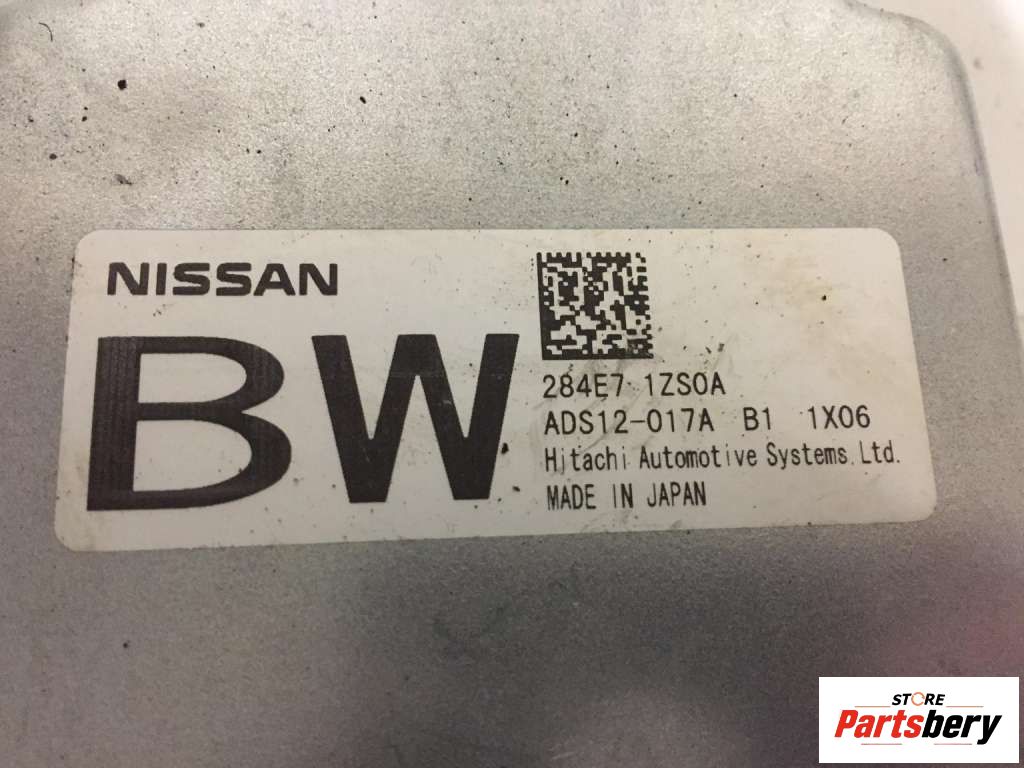 NISSAN
BW
284E7 1ZS0A
ADS12-017A B1 1X06
Hitachi Automotive Systems.Ltd.
MADE IN JAPAN
STORE
Partsbery